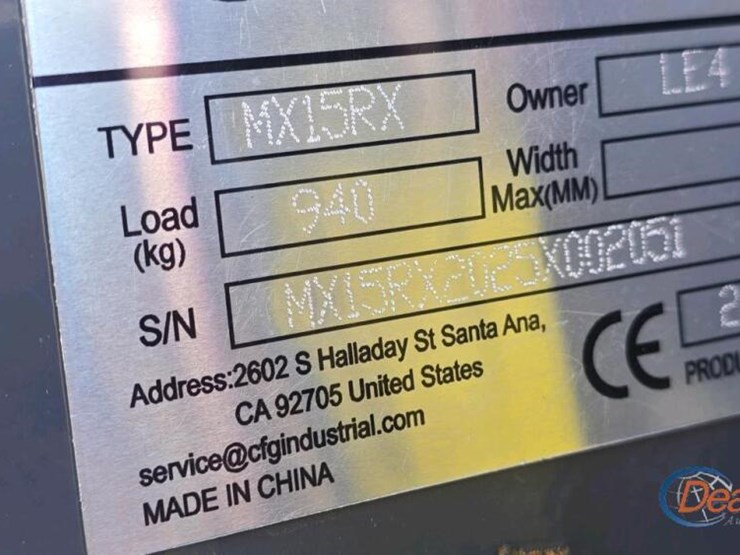 TYPE MX15RX Owner LE4
Load (kg) 940 Width Max(MM)
S/N MX15RX2025X002051
Address:2602 S Halladay St Santa Ana,
CA 92705 United States
CE 2
service@cfgindustrial.com
PRODU
MADE IN CHINA
Dea